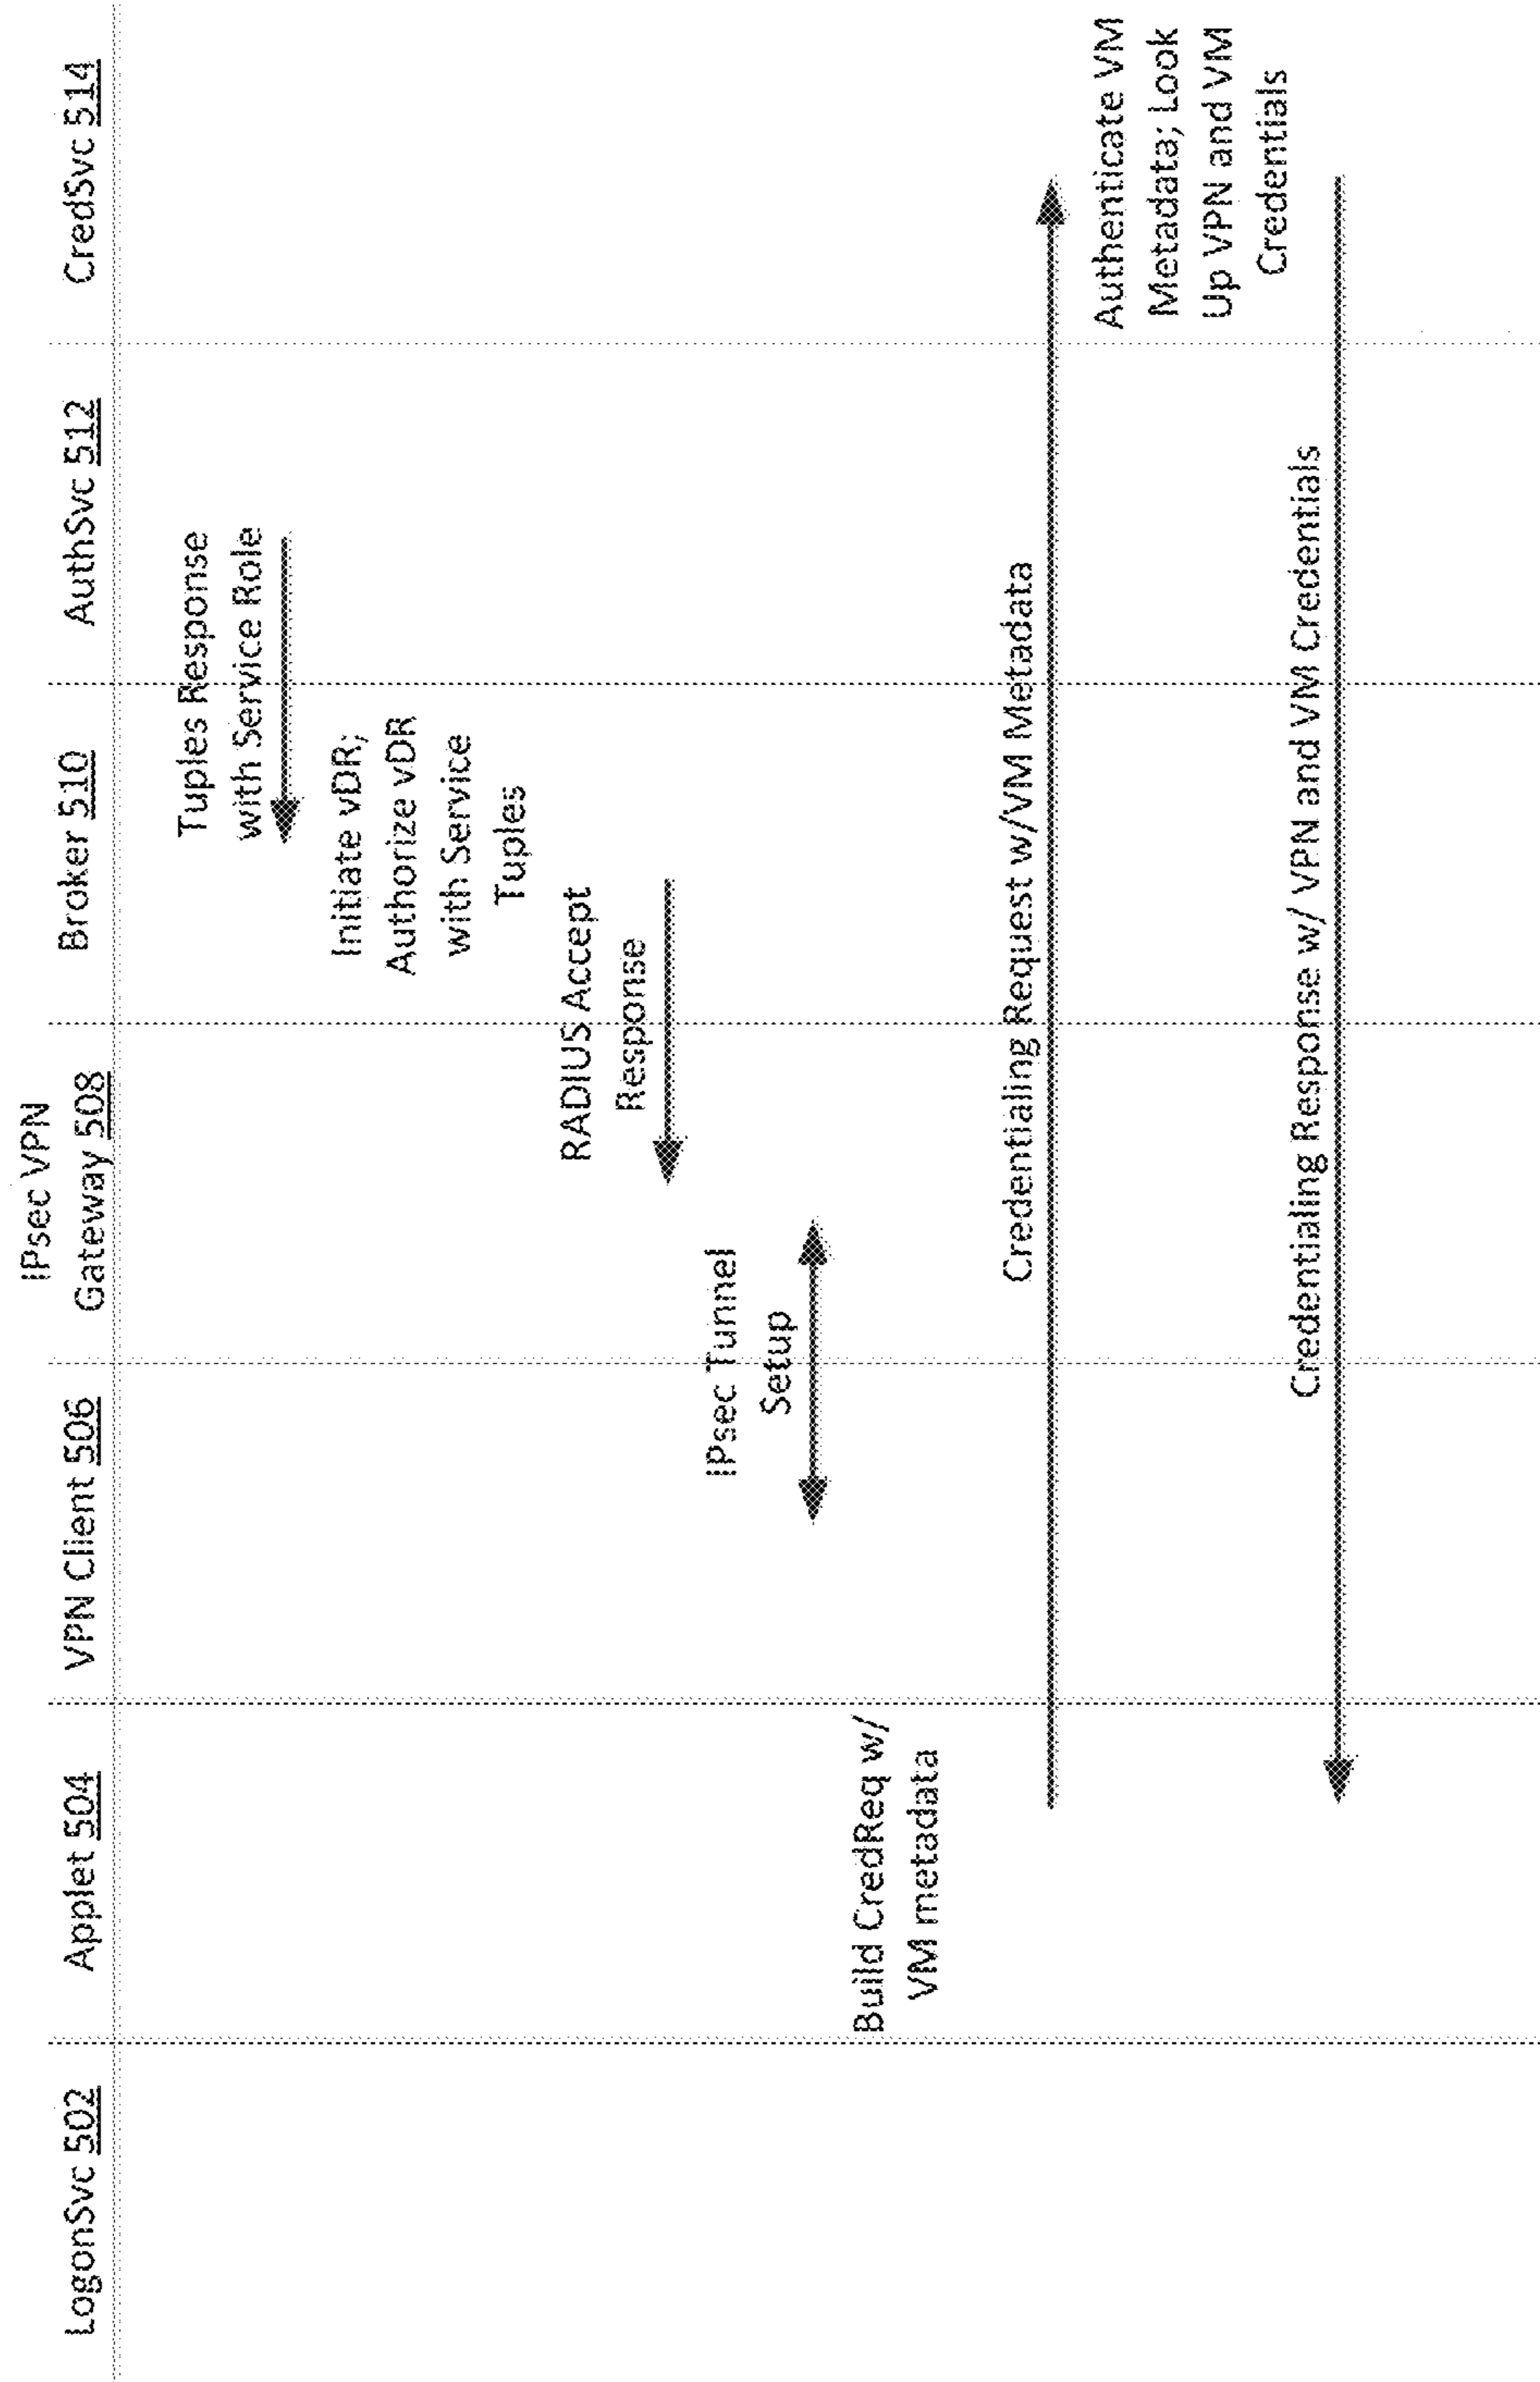 LogonSvc 502
Applet 504
VPN Client 506
IPsec VPN
Gateway 508
Broker 510
AuthSvc 512
CredSvc 514
Tuples Response
with Service Role
Initiate vDR;
Authorize vDR
with Service
Tuples
RADIUS Accept
Response
IPsec Tunnel
Setup
Build CredReq w/
VM metadata
Credentialing Request w/VM Metadata
Authenticate VM
Metadata; Look
Up VPN and VM
Credentials
Credentialing Response w/ VPN and VM Credentials